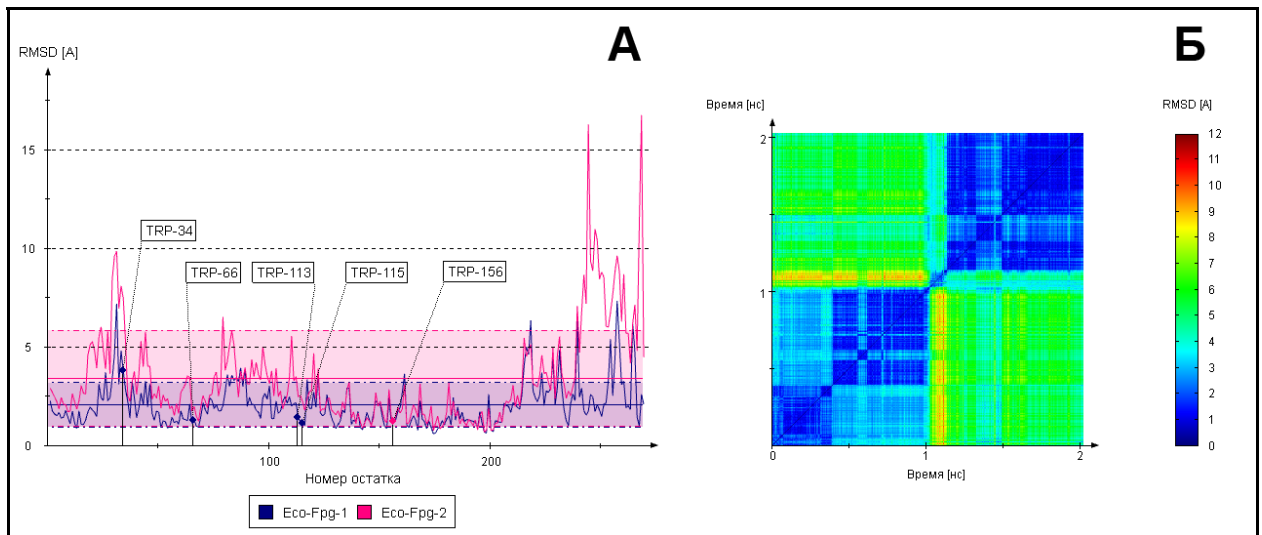 А
RMSD [A]
15
10
5
0
100
200
TRP-34
TRP-66
TRP-113
TRP-115
TRP-156
Номер остатка
Eco-Fpg-1
Eco-Fpg-2
Б
Время [нс]
2
1
0
1
2
Время [нс]
RMSD [A]
12
11
10
9
8
7
6
5
4
3
2
1
0